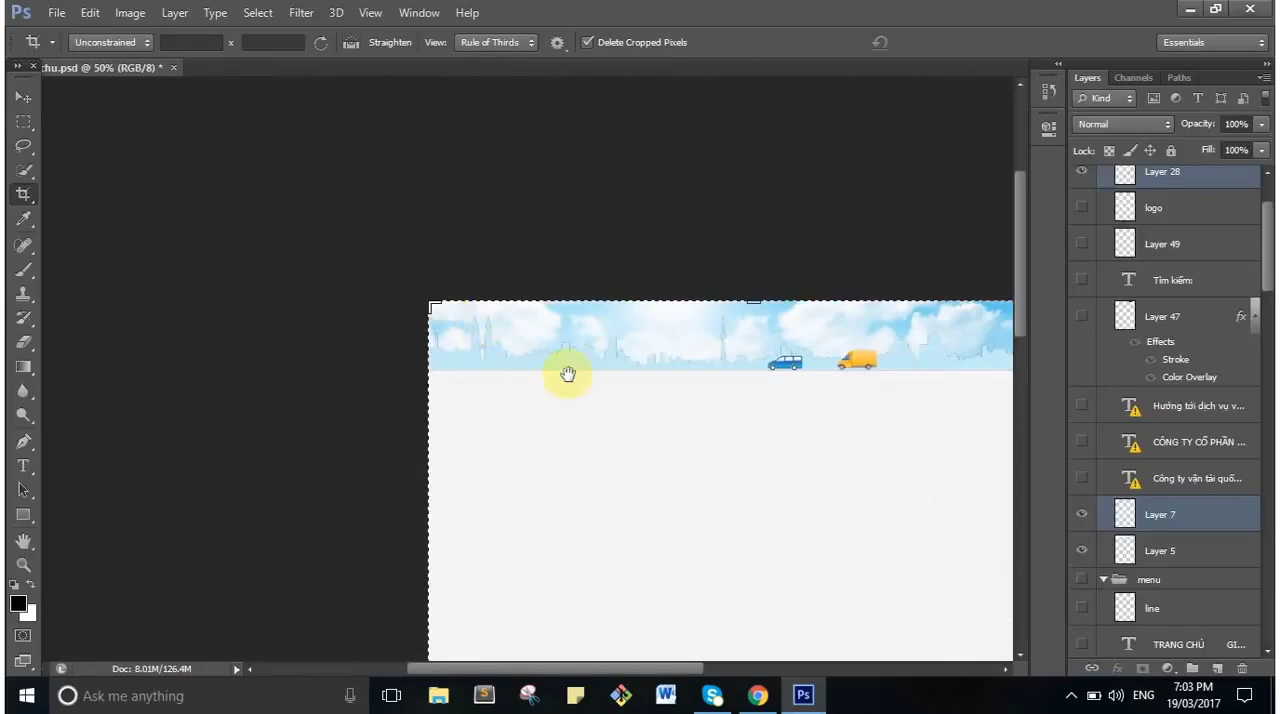 Ps File Edit Image Layer Type Select Filter 3D View Window Help
Unconstrained x Straighten View: Rule of Thirds Delete Cropped Pixels Essentials
chu.psd @ 50% (RGB/8) * ×
Layers Channels Paths
Kind T
Normal Opacity: 100%
Lock: Fill: 100%
Layer 28
logo
Layer 49
T Tìm kiếm:
Layer 47 fx
Effects
Stroke
Color Overlay
T Hướng tới dịch vụ v...
T CÔNG TY CỔ PHẦN ...
T Công ty vận tải quố...
Layer 7
Layer 5
menu
line
T TRANG CHỦ GI...
Doc: 8.01M/126.4M
Ask me anything
ENG
7:03 PM
19/03/2017